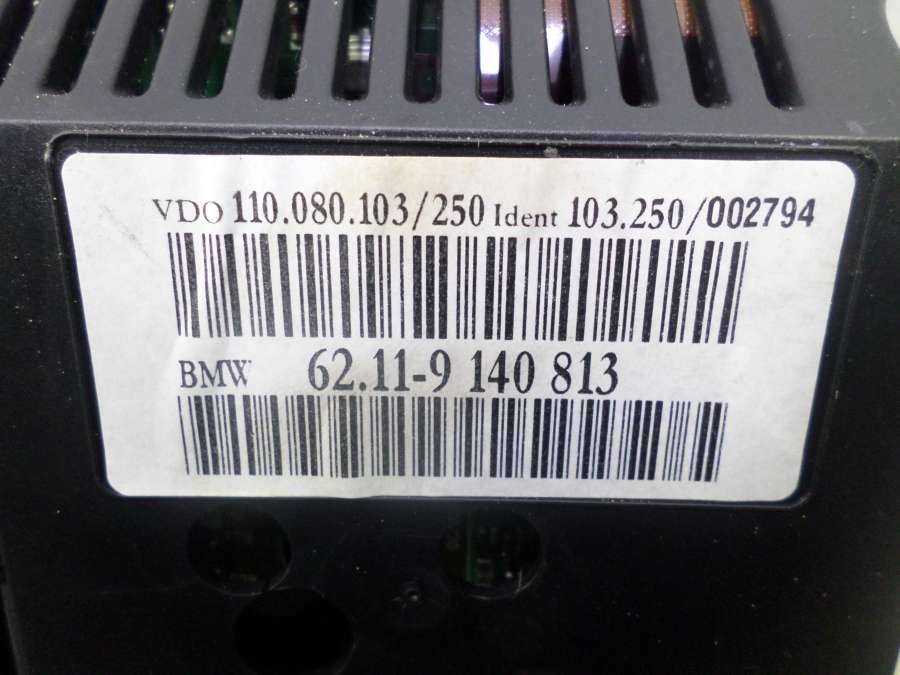 VDO 110.080.103/250 Ident 103.250/002794
BMW 62.11-9 140 813